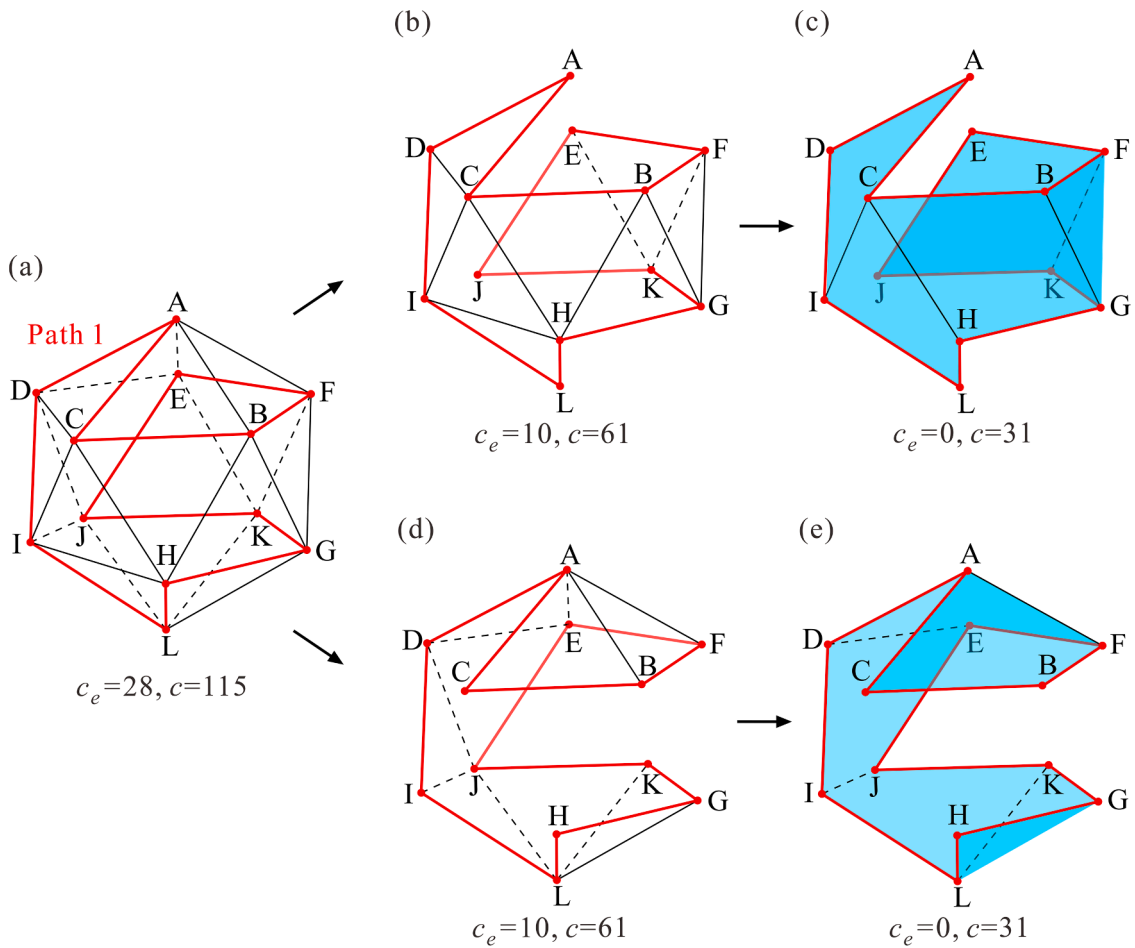 (b)
A
D
E
F
C
B
J
K
I
H
G
L
c_e=10, c=61
(c)
A
D
E
F
C
B
J
K
I
H
G
L
c_e=0, c=31
(a)
A
Path 1
D
E
F
C
B
J
K
I
H
G
L
c_e=28, c=115
(d)
A
D
E
F
C
B
J
K
I
H
G
L
c_e=10, c=61
(e)
A
D
E
F
C
B
J
K
I
H
G
L
c_e=0, c=31